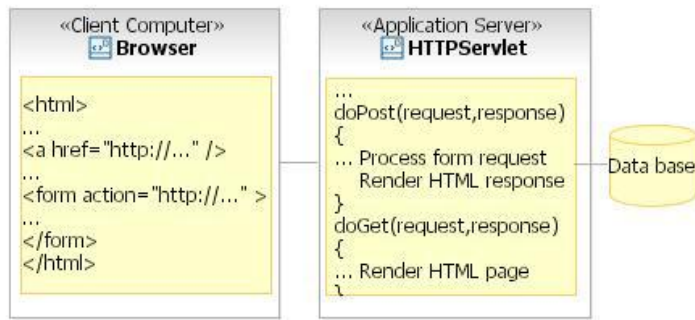 «Client Computer»
Browser
<html>
...
<a href="http://..." />
...
<form action="http://..." >
...
</form>
</html>
«Application Server»
HTTPServlet
...
doPost(request,response)
{
... Process form request
Render HTML response
}
doGet(request,response)
{
... Render HTML page
}
Data base